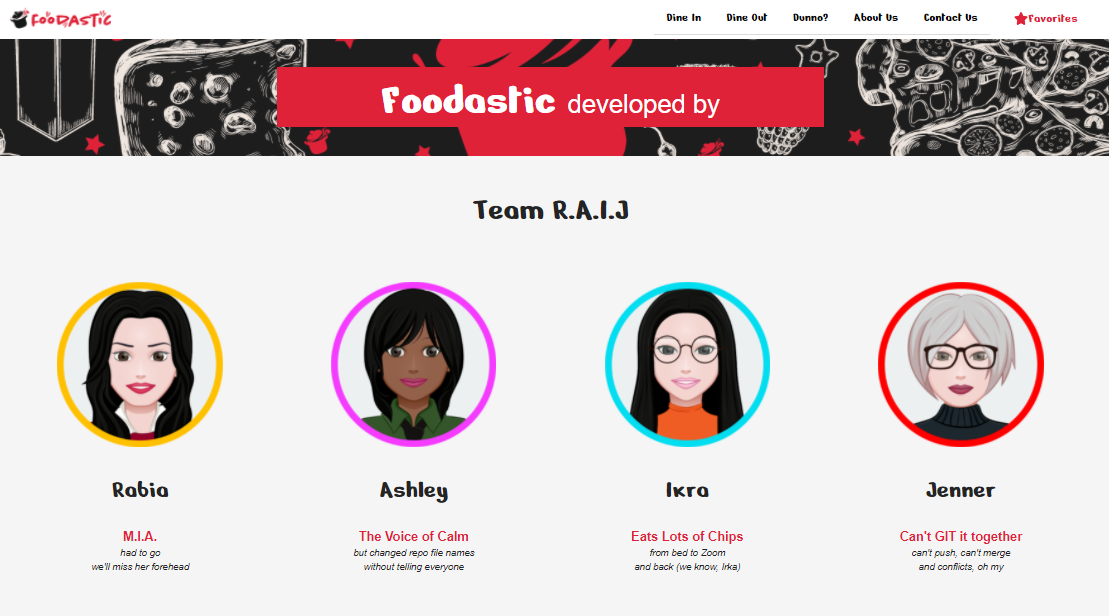 FOODASTIC
Dine In Dine Out Dunno? About Us Contact Us Favorites
Foodastic developed by
Team R.A.I.J
Rabia Ashley Ikra Jenner
M.I.A. The Voice of Calm Eats Lots of Chips Can't GIT it together
had to go but changed repo file names from bed to Zoom can't push, can't merge
we'll miss her forehead without telling everyone and back (we know, Irka) and conflicts, oh my